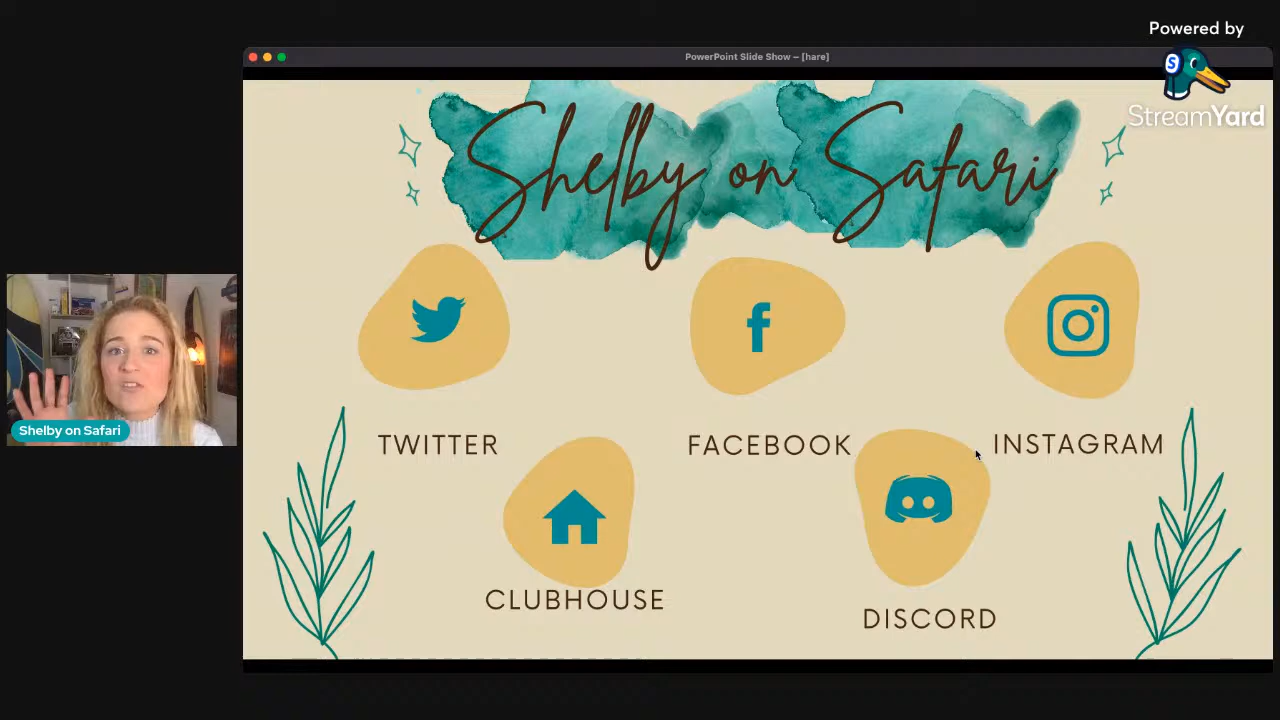 Powered by
StreamYard
PowerPoint Slide Show – [hare]
Shelby on Safari
TWITTER
FACEBOOK
INSTAGRAM
CLUBHOUSE
DISCORD
Shelby on Safari